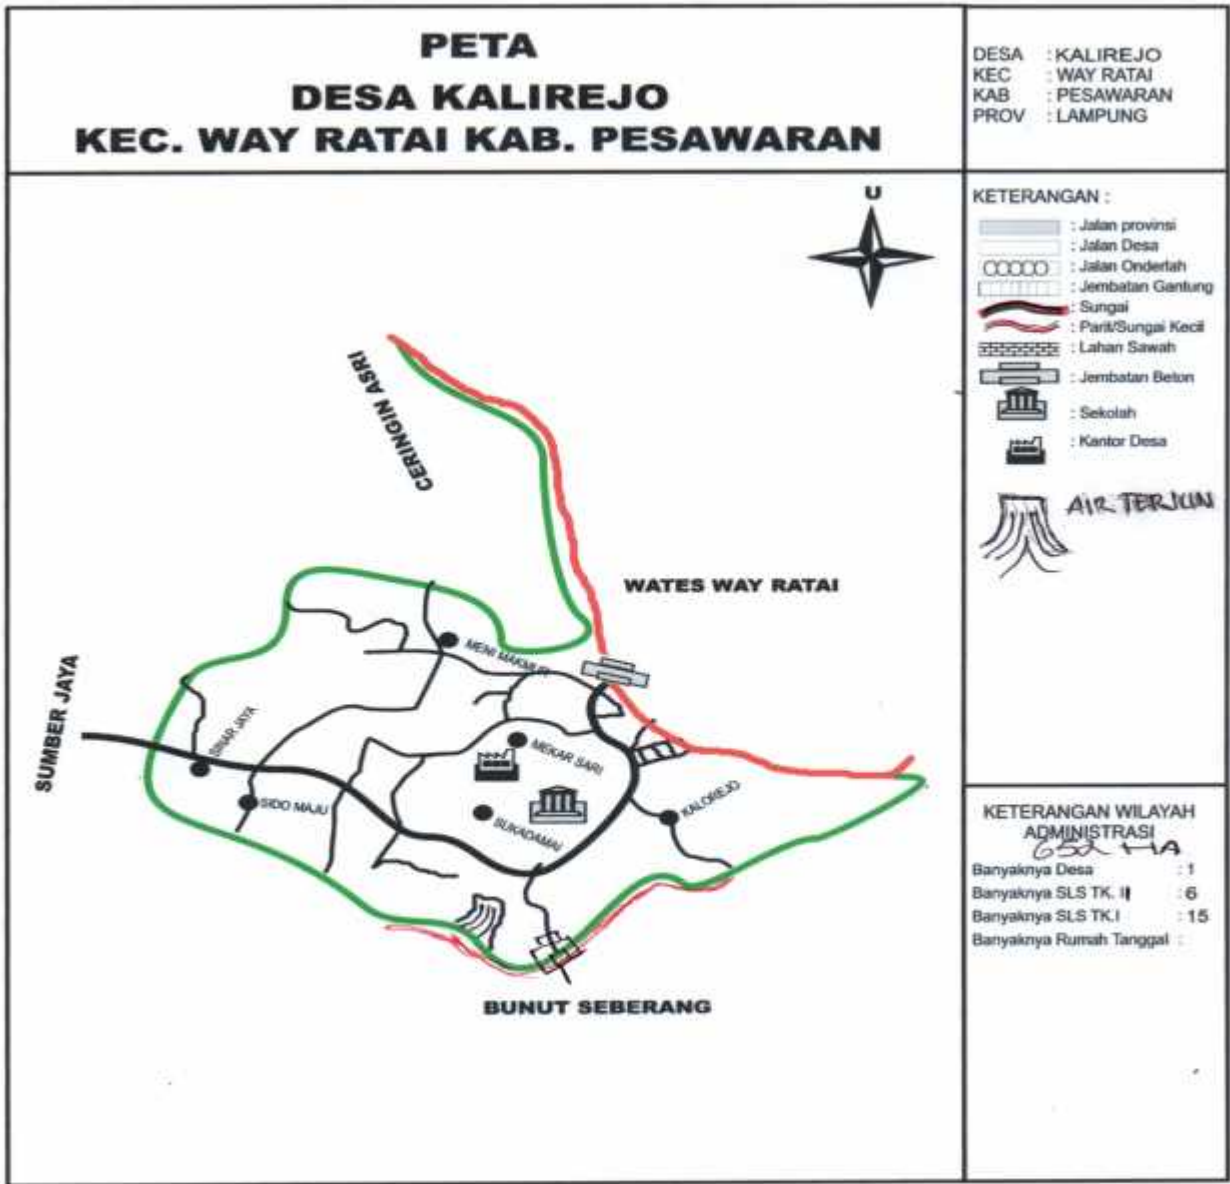 PETA
DESA KALIREJO
KEC. WAY RATAI KAB. PESAWARAN
DESA : KALIREJO
KEC : WAY RATAI
KAB : PESAWARAN
PROV : LAMPUNG
U
KETERANGAN :
: Jalan provinsi
: Jalan Desa
: Jalan Onderlah
: Jembatan Gantung
: Sungai
: Parit/Sungai Kecil
: Lahan Sawah
: Jembatan Beton
: Sekolah
: Kantor Desa
AIR TERJUN
CERINGIN ASRI
WATES WAY RATAI
MENI MAKMUR
SUMBER JAYA
SINAR JAYA
MEKAR SARI
SIDO MAJU
SUKADAMAI
KALOREJO
BUNUT SEBERANG
KETERANGAN WILAYAH
ADMINISTRASI
652 HA
Banyaknya Desa : 1
Banyaknya SLS TK. II : 6
Banyaknya SLS TK.I : 15
Banyaknya Rumah Tanggal :